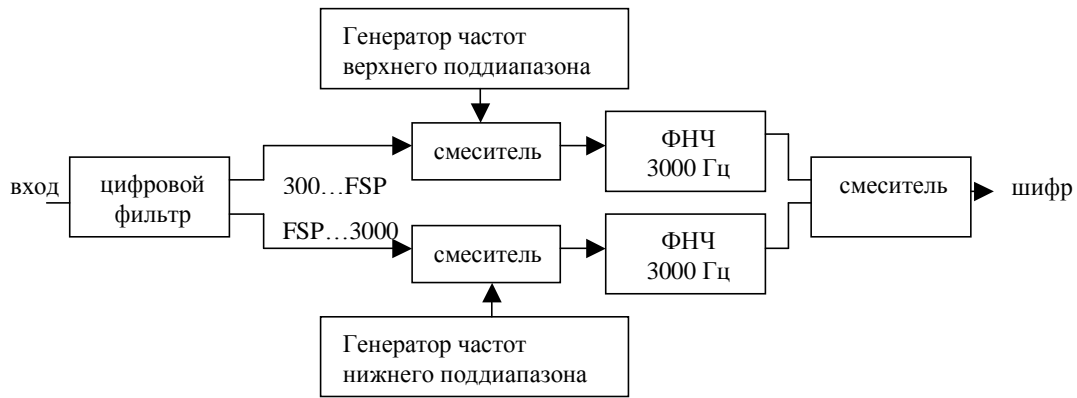 Генератор частот
верхнего поддиапазона
смеситель
ФНЧ
3000 Гц
вход
цифровой
фильтр
300…FSP
FSP…3000
смеситель
шифр
смеситель
ФНЧ
3000 Гц
Генератор частот
нижнего поддиапазона